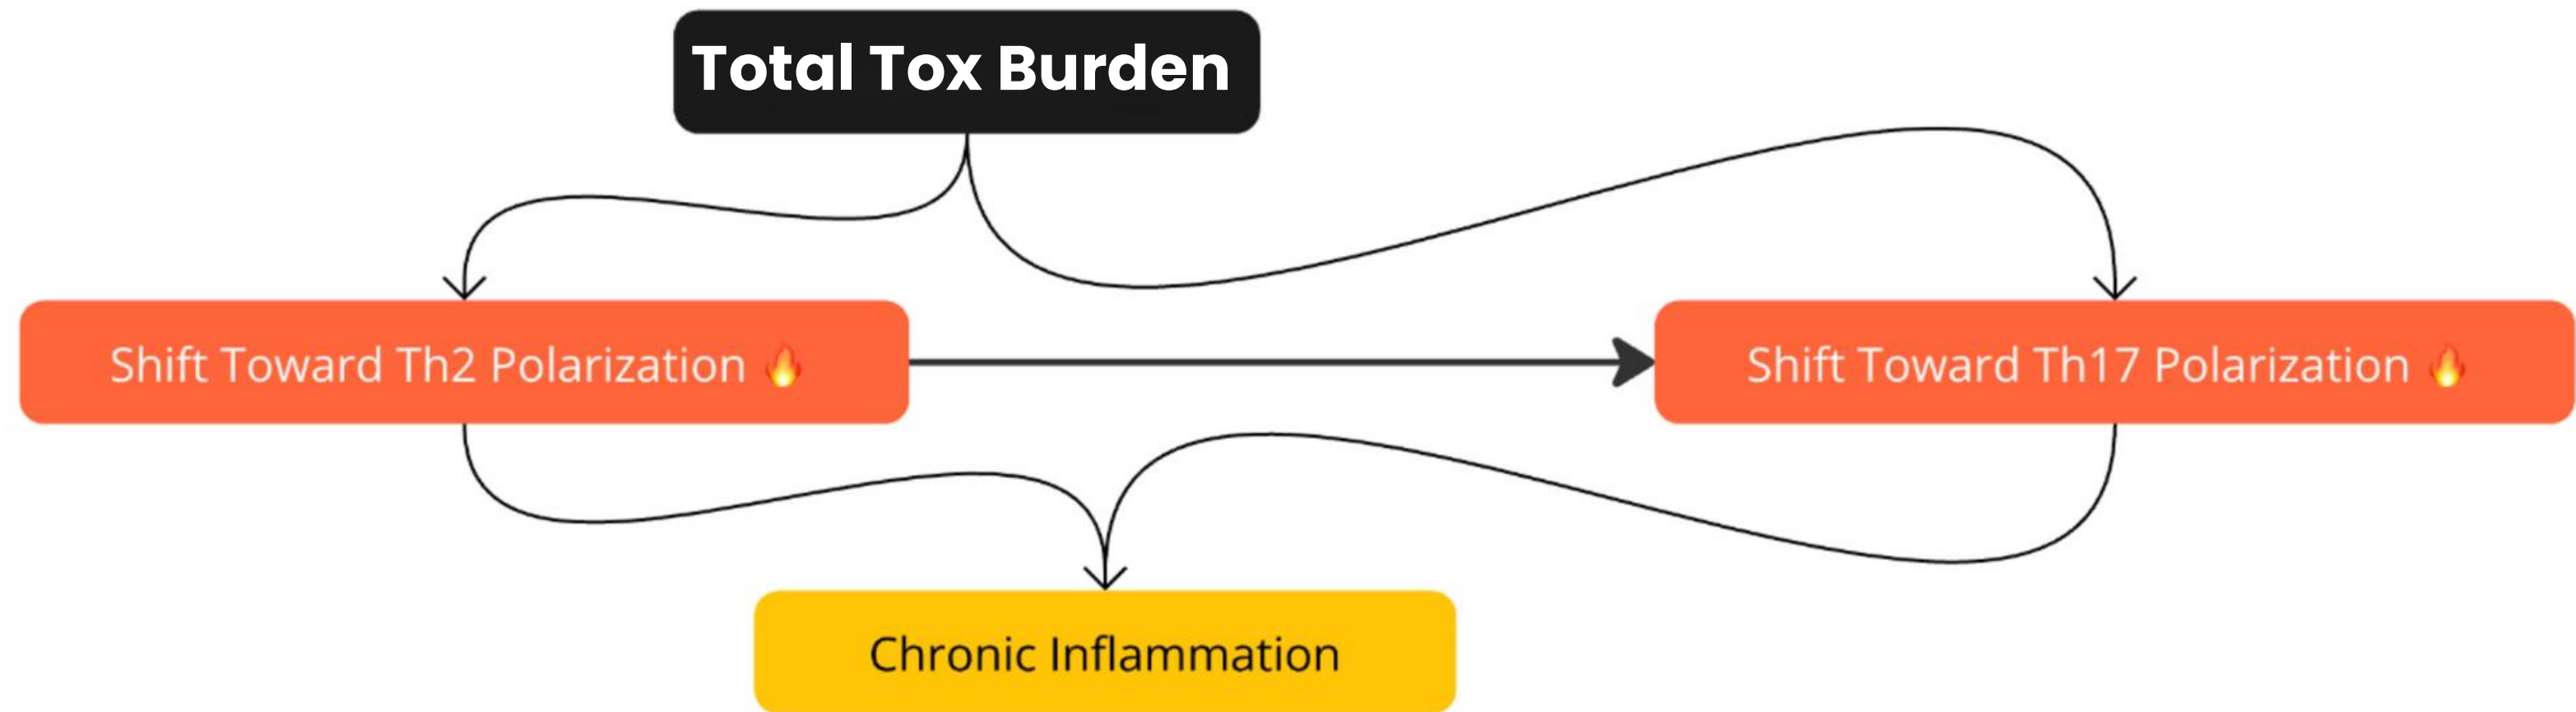 Total Tox Burden
Shift Toward Th2 Polarization 🔥
Shift Toward Th17 Polarization 🔥
Chronic Inflammation